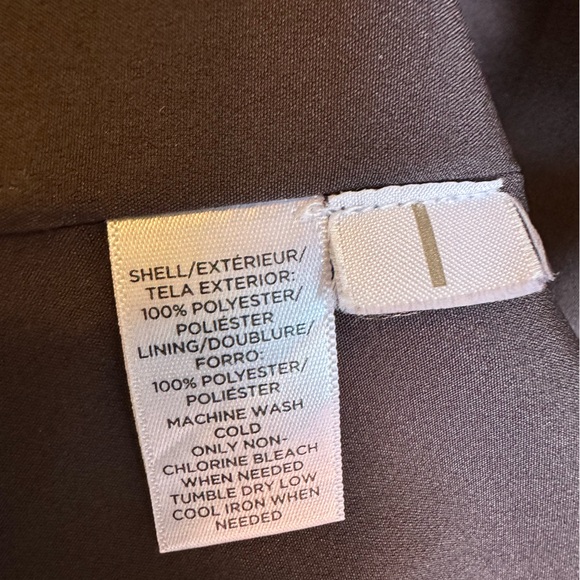 SHELL/EXTÉRIEUR/
TELA EXTERIOR:
100% POLYESTER/
POLIÉSTER
LINING/DOUBLURE/
FORRO:
100% POLYESTER/
POLIÉSTER
MACHINE WASH
COLD
ONLY NON-
CHLORINE BLEACH
WHEN NEEDED
TUMBLE DRY LOW
COOL IRON WHEN
NEEDED